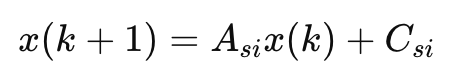 x(k + 1) = A_{si}x(k) + C_{si}